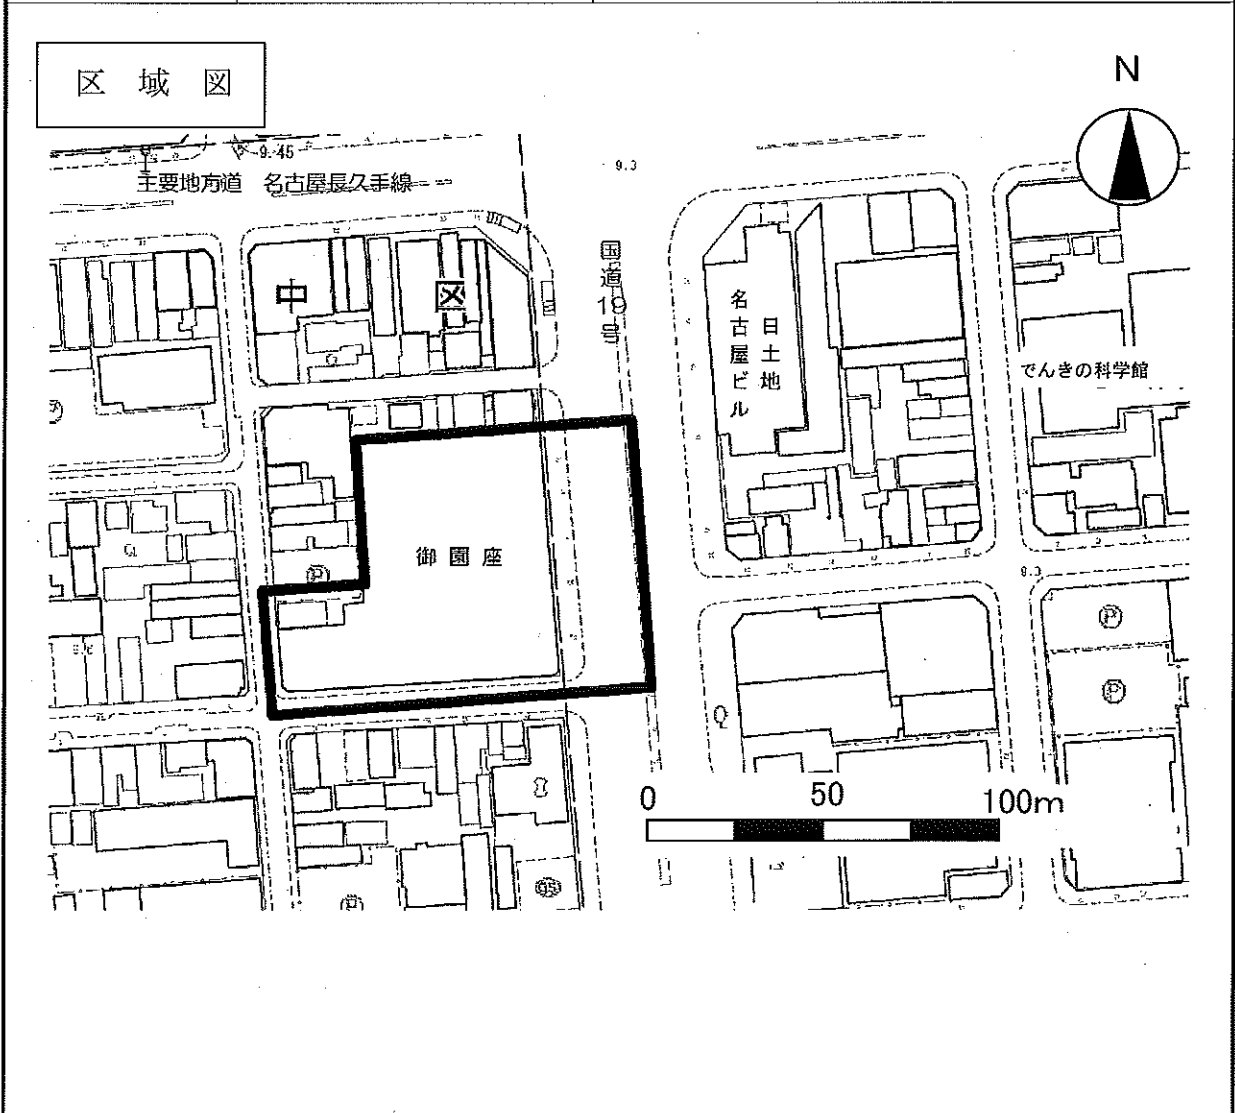 区域図
N
9.45
9.3
主要地方道 名古屋長久手線
国道19号
中区
名古屋ビル
日土地
でんきの科学館
御園座
P
8.3
P
P
0 50 100m
P